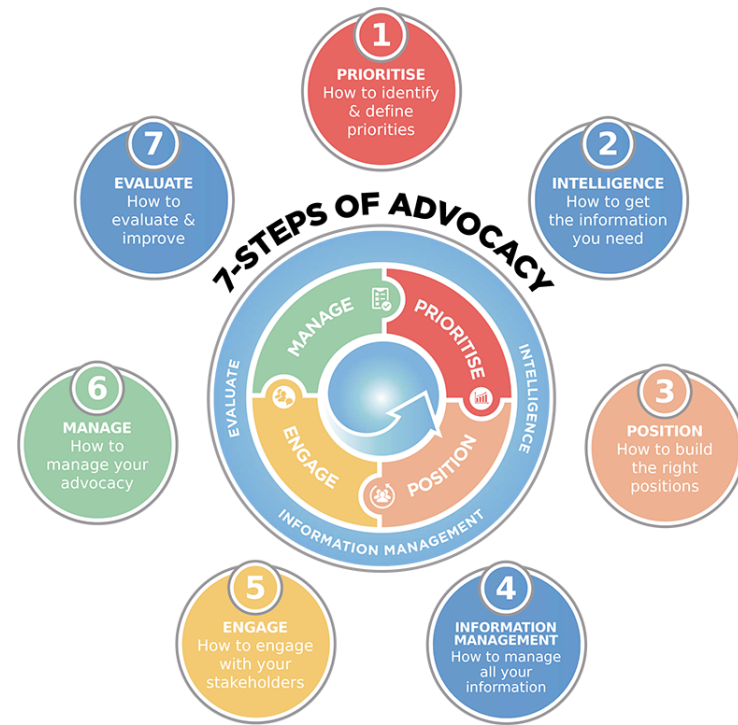 1
PRIORITISE
How to identify
& define
priorities
2
INTELLIGENCE
How to get
the information
you need
3
POSITION
How to build
the right
positions
4
INFORMATION
MANAGEMENT
How to manage
all your
information
5
ENGAGE
How to engage
with your
stakeholders
6
MANAGE
How to
manage your
advocacy
7
EVALUATE
How to
evaluate &
improve
7-STEPS OF ADVOCACY
MANAGE
PRIORITISE
ENGAGE
POSITION
EVALUATE
INTELLIGENCE
INFORMATION MANAGEMENT